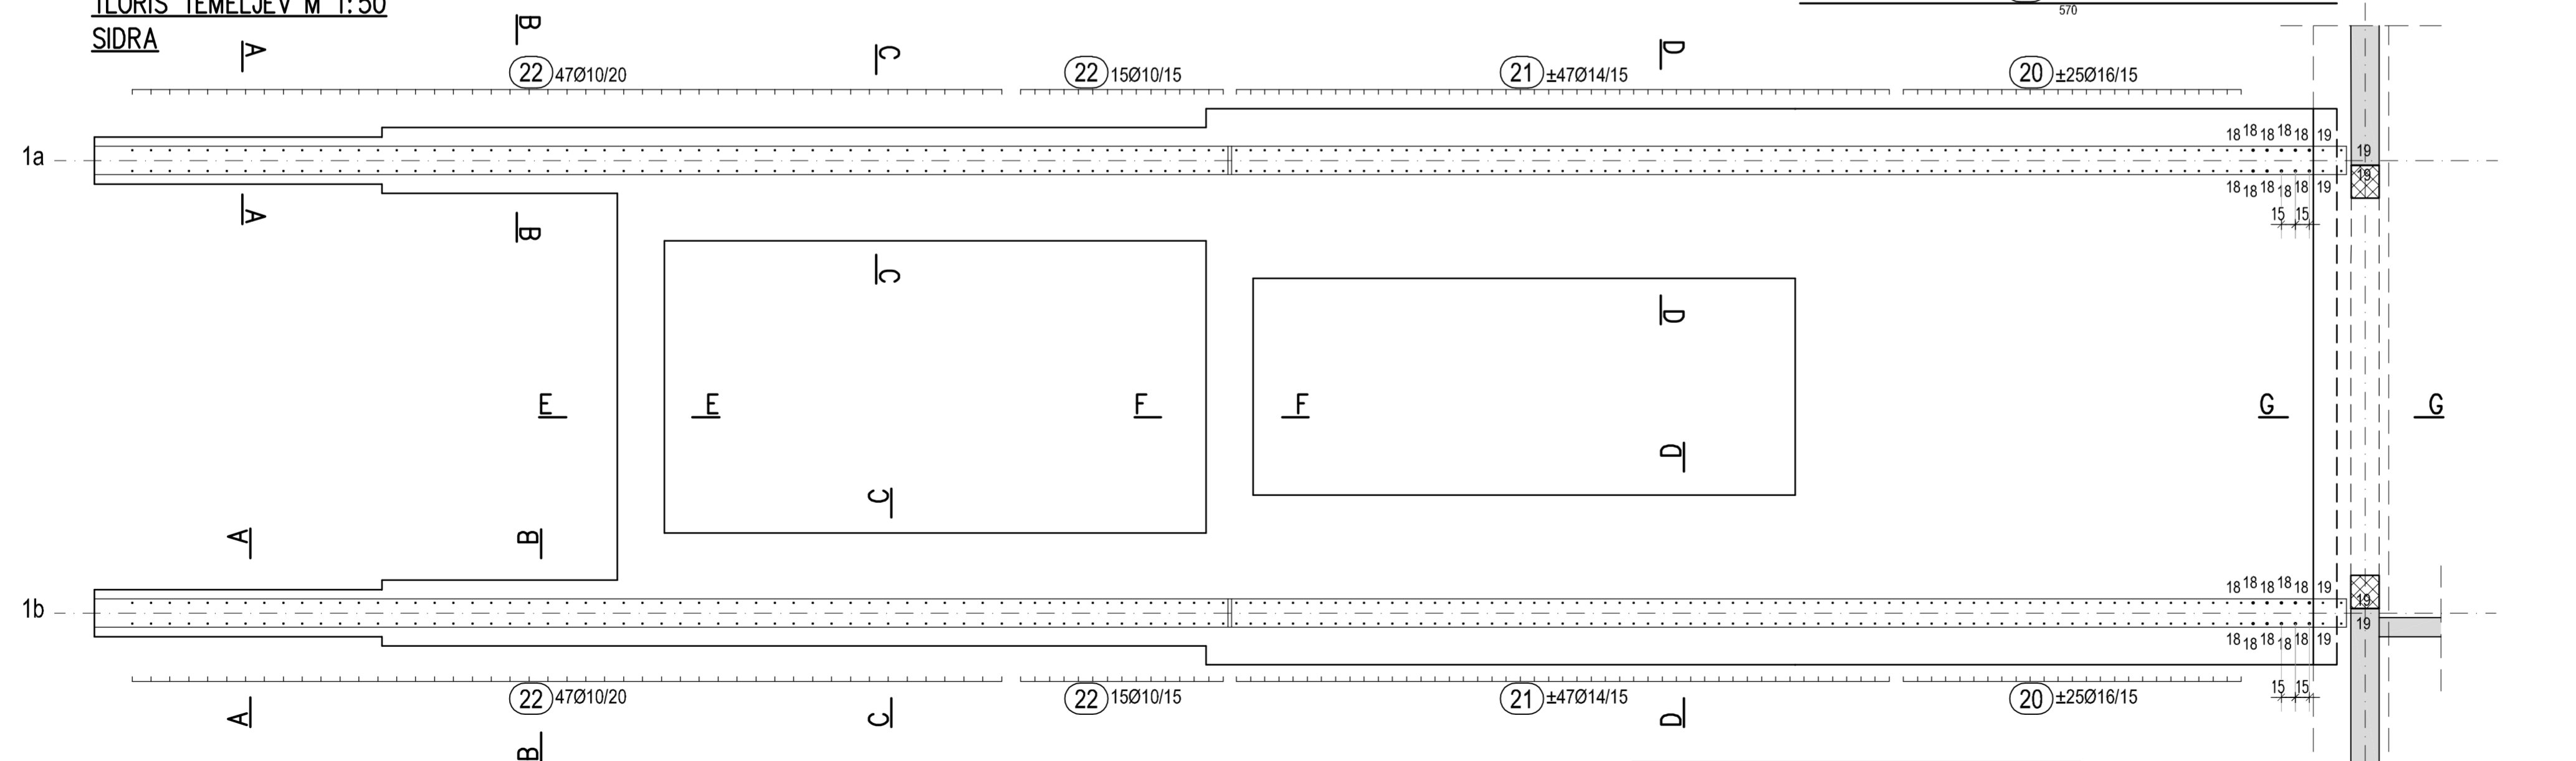 TLORIS TEMELJEV M 1:50
SIDRA
570
A B C D
22 47Ø10/20 22 15Ø10/15 21 ±47Ø14/15 20 ±25Ø16/15
18 18 18 18 18 19
1a
19
19
18 18 18 18 18 19
A B
15 15
C D
E E F F G G
D
C
A B
18 18 18 18 18 19
19
1b
19
18 18 18 18 18 19
22 47Ø10/20 22 15Ø10/15 21 ±47Ø14/15 20 ±25Ø16/15
15 15
A C D
B